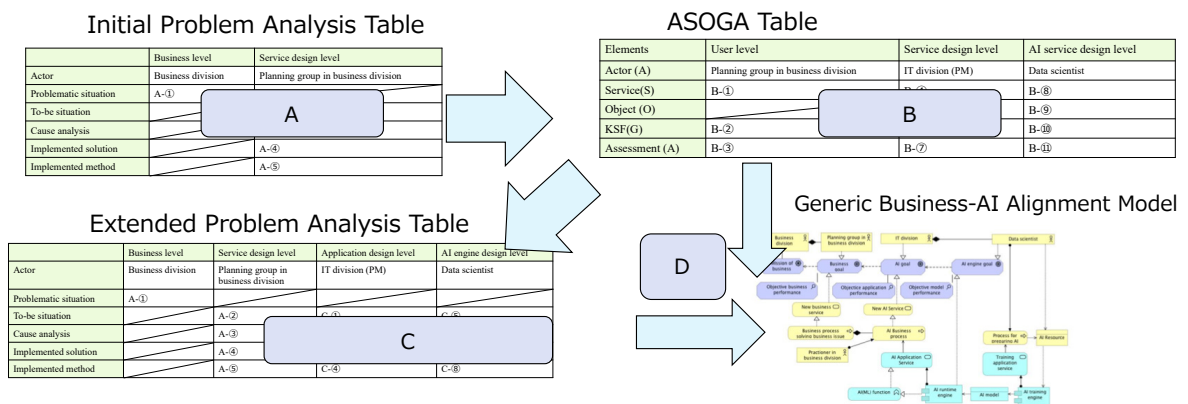 Initial Problem Analysis Table
Business level Service design level
Actor Business division Planning group in business division
Problematic situation A-①
To-be situation
Cause analysis
Implemented solution A-④
Implemented method A-⑤
A
ASOGA Table
Elements User level Service design level AI service design level
Actor (A) Planning group in business division IT division (PM) Data scientist
Service(S) B-① B-⑧
Object (O) B-⑨
KSF(G) B-② B-⑩
Assessment (A) B-③ B-⑦ B-⑪
B
Extended Problem Analysis Table
Business level Service design level Application design level AI engine design level
Actor Business division Planning group in business division IT division (PM) Data scientist
Problematic situation A-①
To-be situation A-② C-① C-⑤
Cause analysis A-③
Implemented solution A-④
Implemented method A-⑤ C-④ C-⑧
C
D
Generic Business-AI Alignment Model
Business division
Planning group in business division
IT division
Data scientist
business
Business goal
AI goal
AI engine goal
Objective business performance
Objective application performance
Objective model performance
New business service
New AI Service
Business process solving business issue
AI Business process
Process for preparing AI
AI Resource
Practioner in business division
AI Application Service
Training application service
AI(ML) function
AI runtime engine
AI model
AI training engine